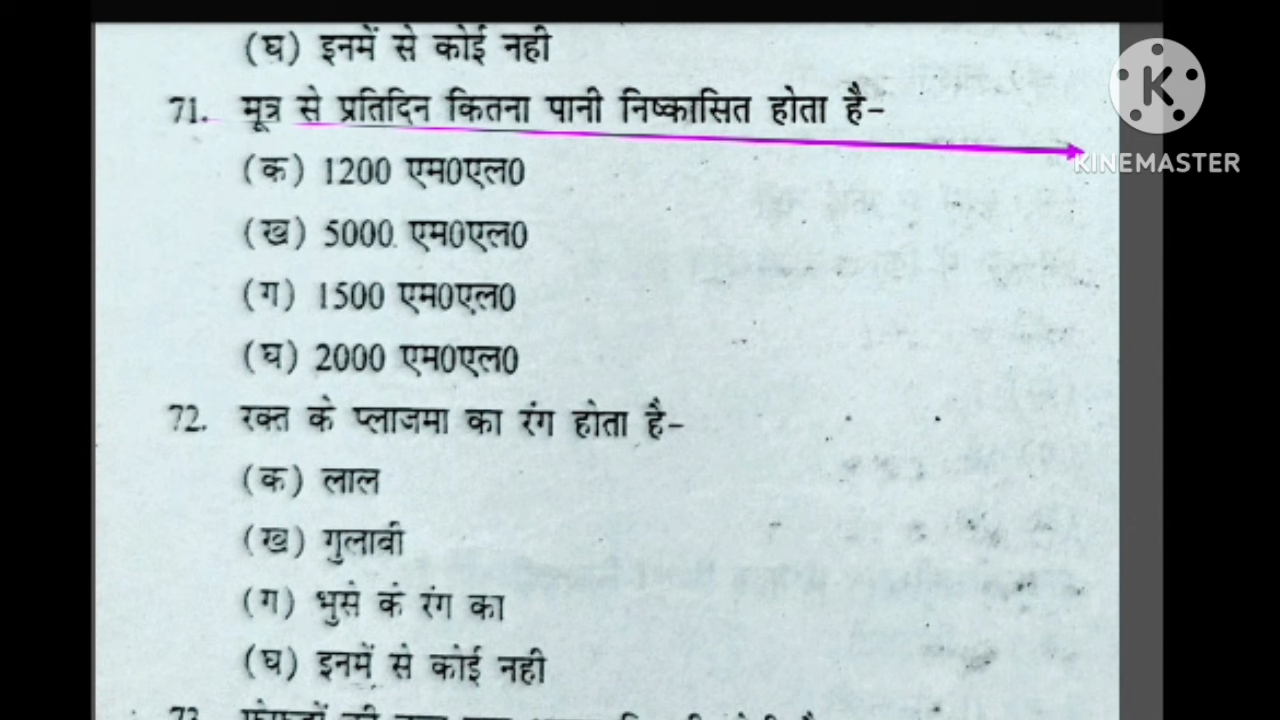 (घ) इनमें से कोई नही
71. मूत्र से प्रतिदिन कितना पानी निष्कासित होता है-
(क) 1200 एम0एल0
(ख) 5000 एम0एल0
(ग) 1500 एम0एल0
(घ) 2000 एम0एल0
72. रक्त के प्लाजमा का रंग होता है-
(क) लाल
(ख) गुलावी
(ग) भुसे कं रंग का
(घ) इनमें से कोई नही
73.
K
KINEMASTER